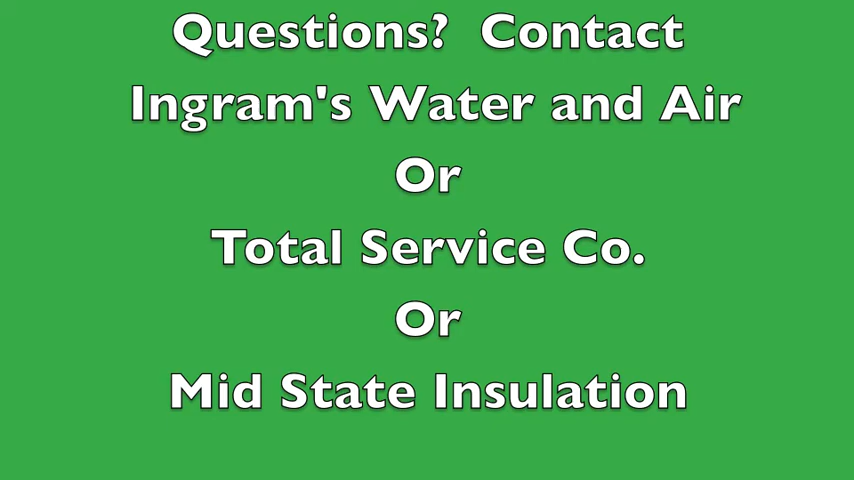 Questions?  Contact
Ingram's Water and Air
Or
Total Service Co.
Or
Mid State Insulation